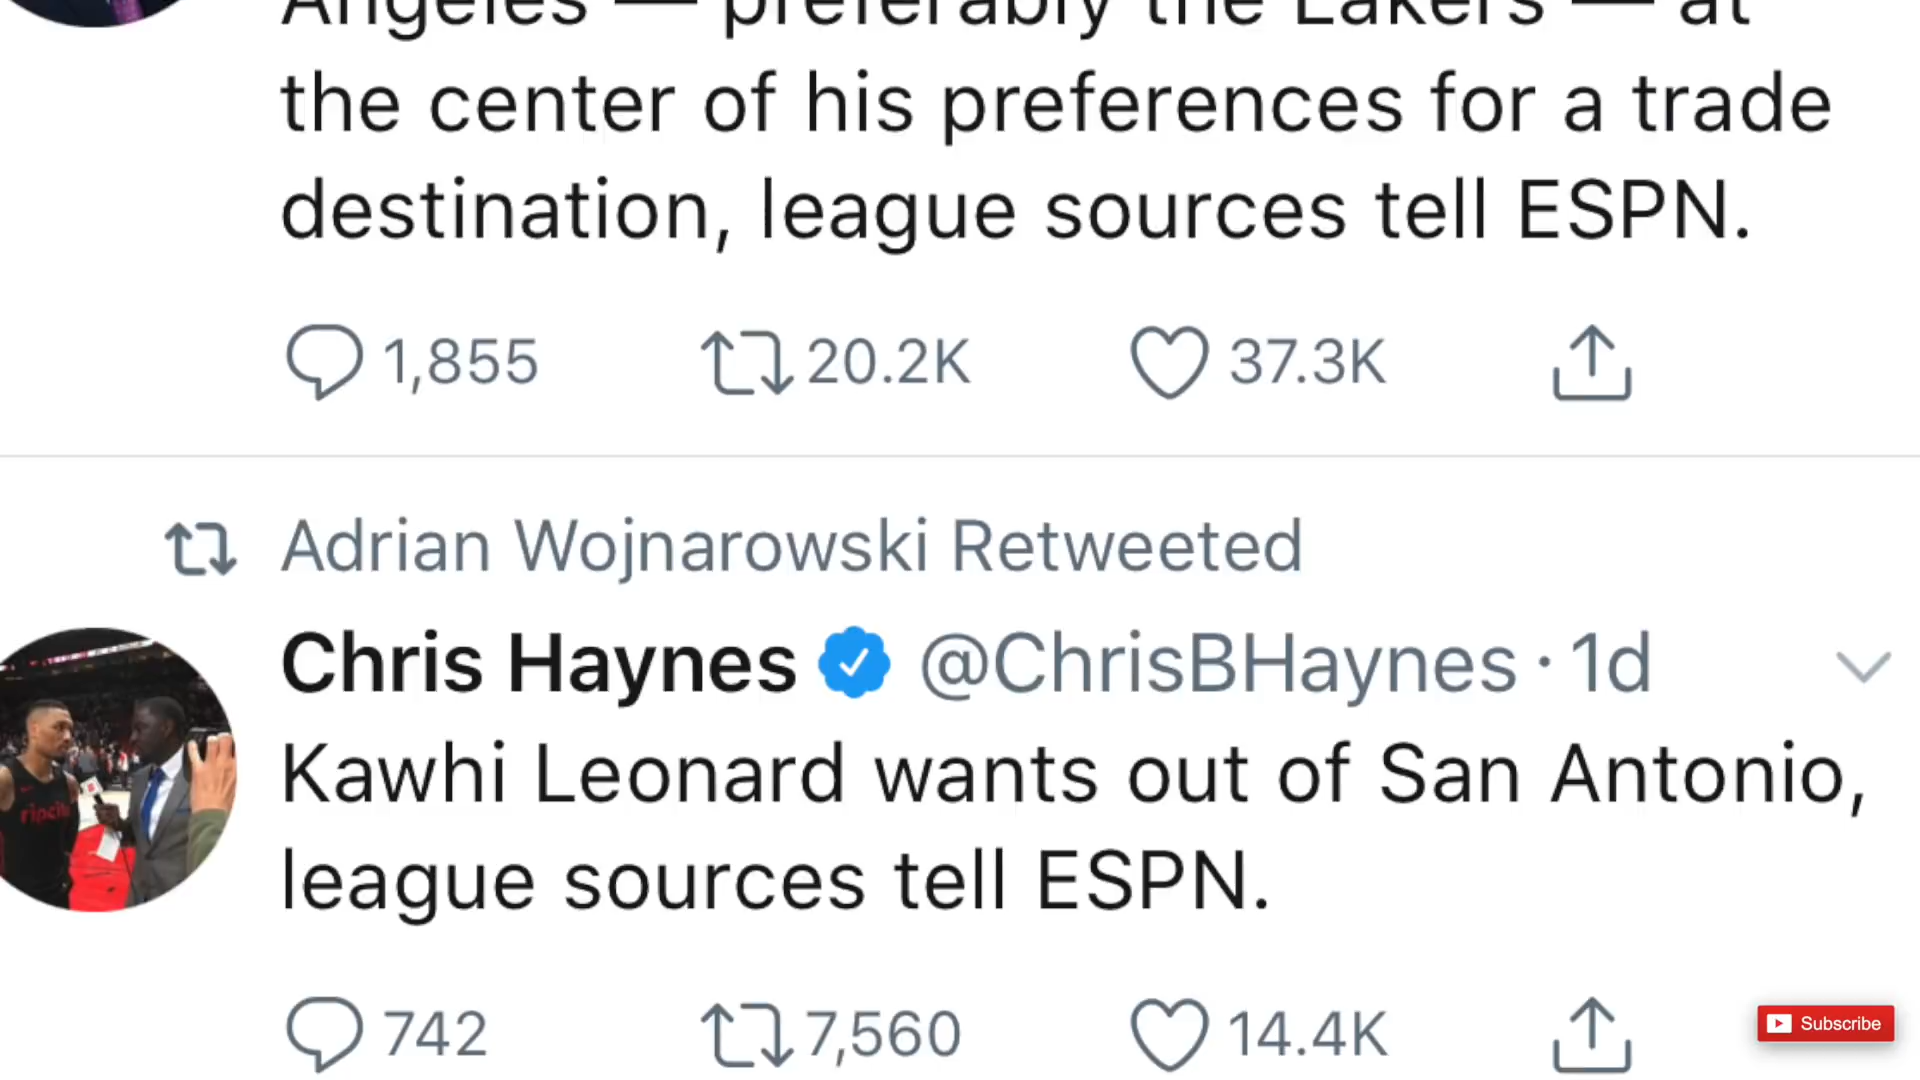 Angeles — preferably the Lakers — at
the center of his preferences for a trade
destination, league sources tell ESPN.
1,855 20.2K 37.3K
Adrian Wojnarowski Retweeted
Chris Haynes @ChrisBHaynes · 1d
Kawhi Leonard wants out of San Antonio,
league sources tell ESPN.
742 7,560 14.4K
Subscribe